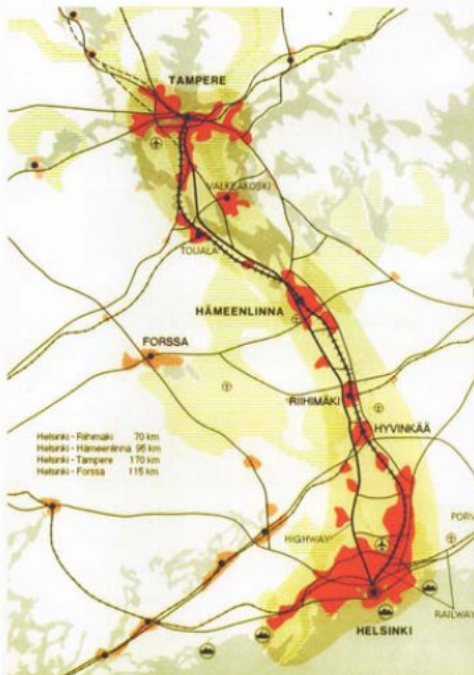 TAMPERE
VALKEAKOSKI
TOIJALA
HÄMEENLINNA
FORSSA
RIIHIMÄKI
HYVINKÄÄ
Helsinki - Riihimäki 70 km
Helsinki - Hämeenlinna 95 km
Helsinki - Tampere 170 km
Helsinki - Forssa 115 km
HIGHWAY
PORV
RAILWAY
HELSINKI